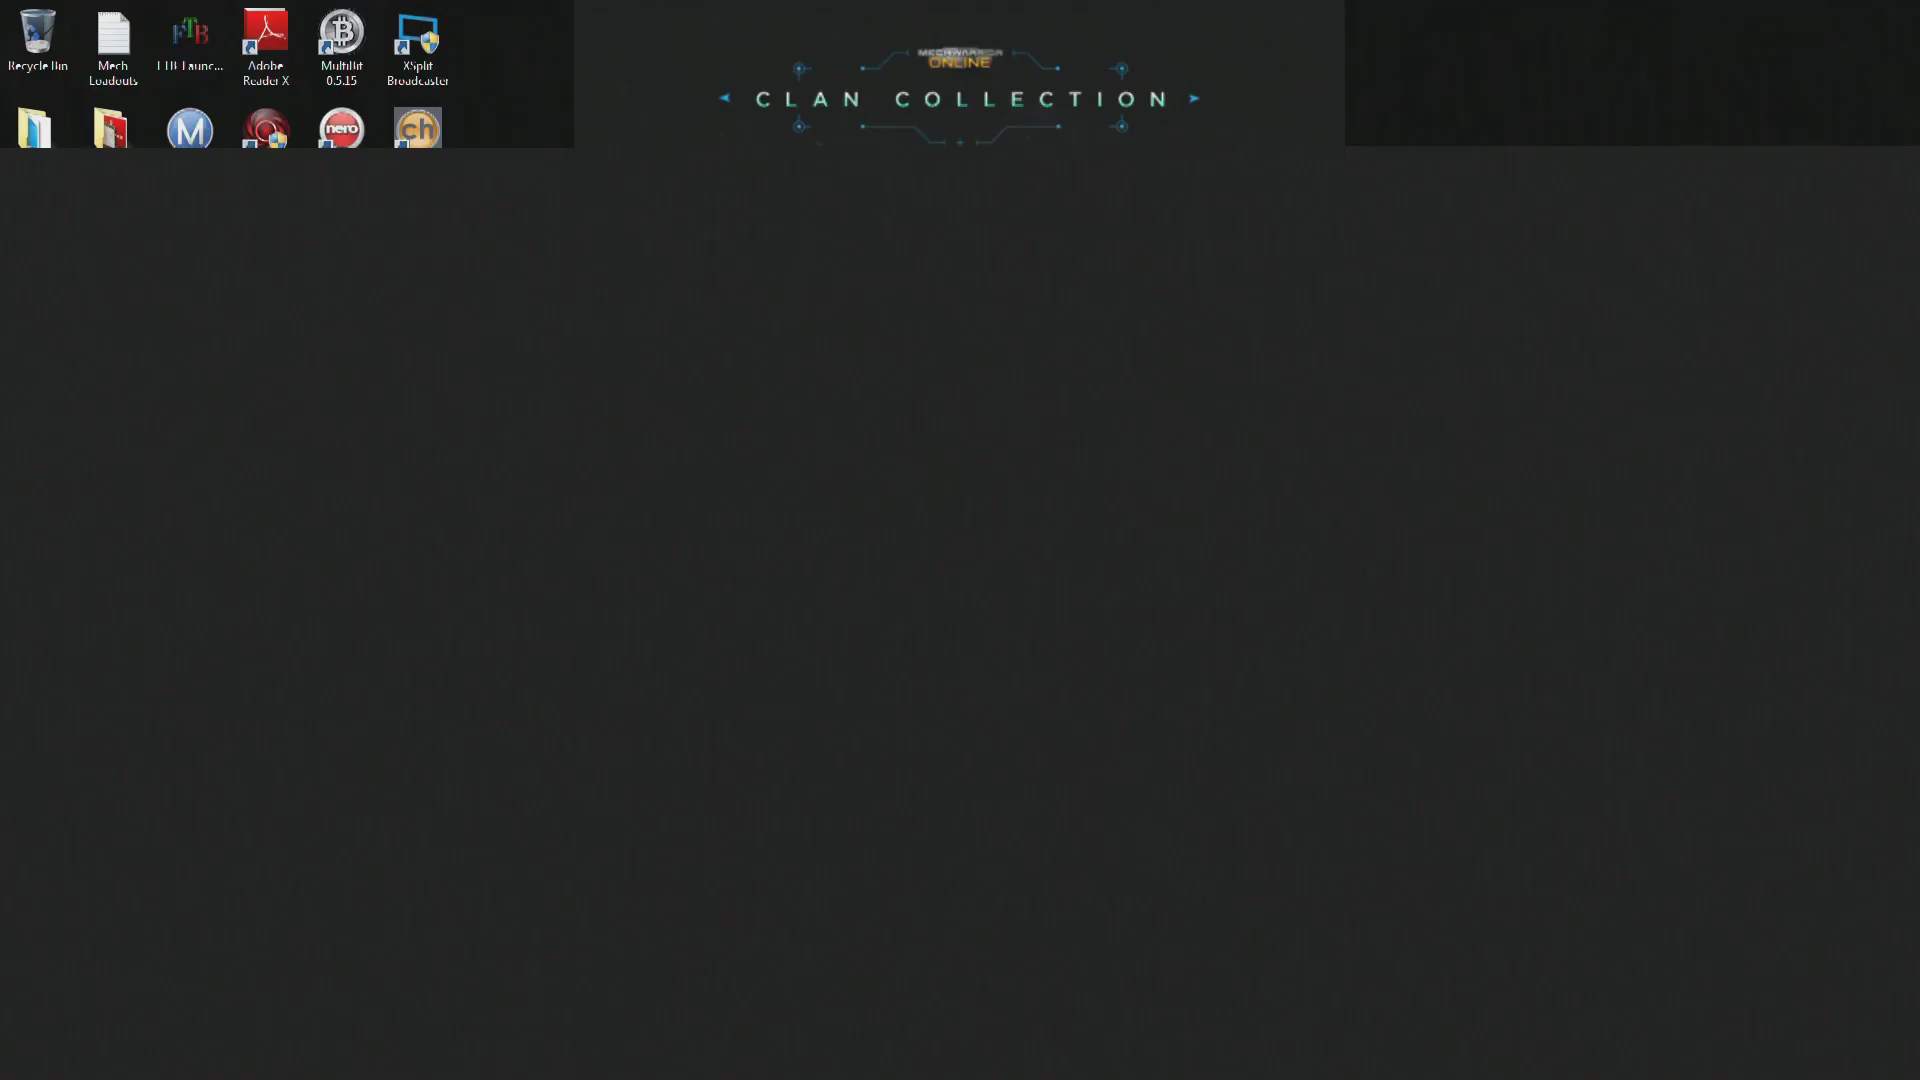 Recycle Bin
Mech Loadouts
FTB
FTB Launc...
Adobe Reader X
MultiBit 0.5.15
XSplit Broadcaster
M
nero
ch
MECHWARRIOR
ONLINE
CLAN COLLECTION